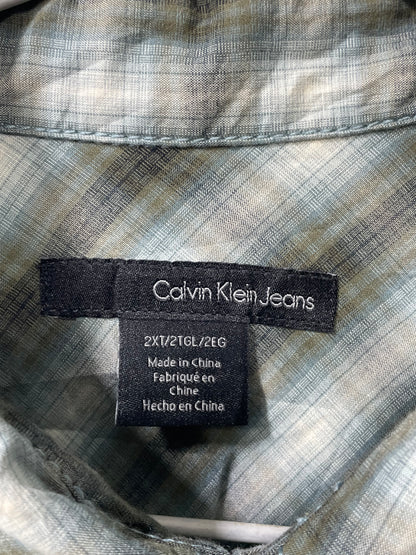 Calvin Klein Jeans
2XT/2TGL/2EG
Made in China
Fabriqué en
Chine
Hecho en China